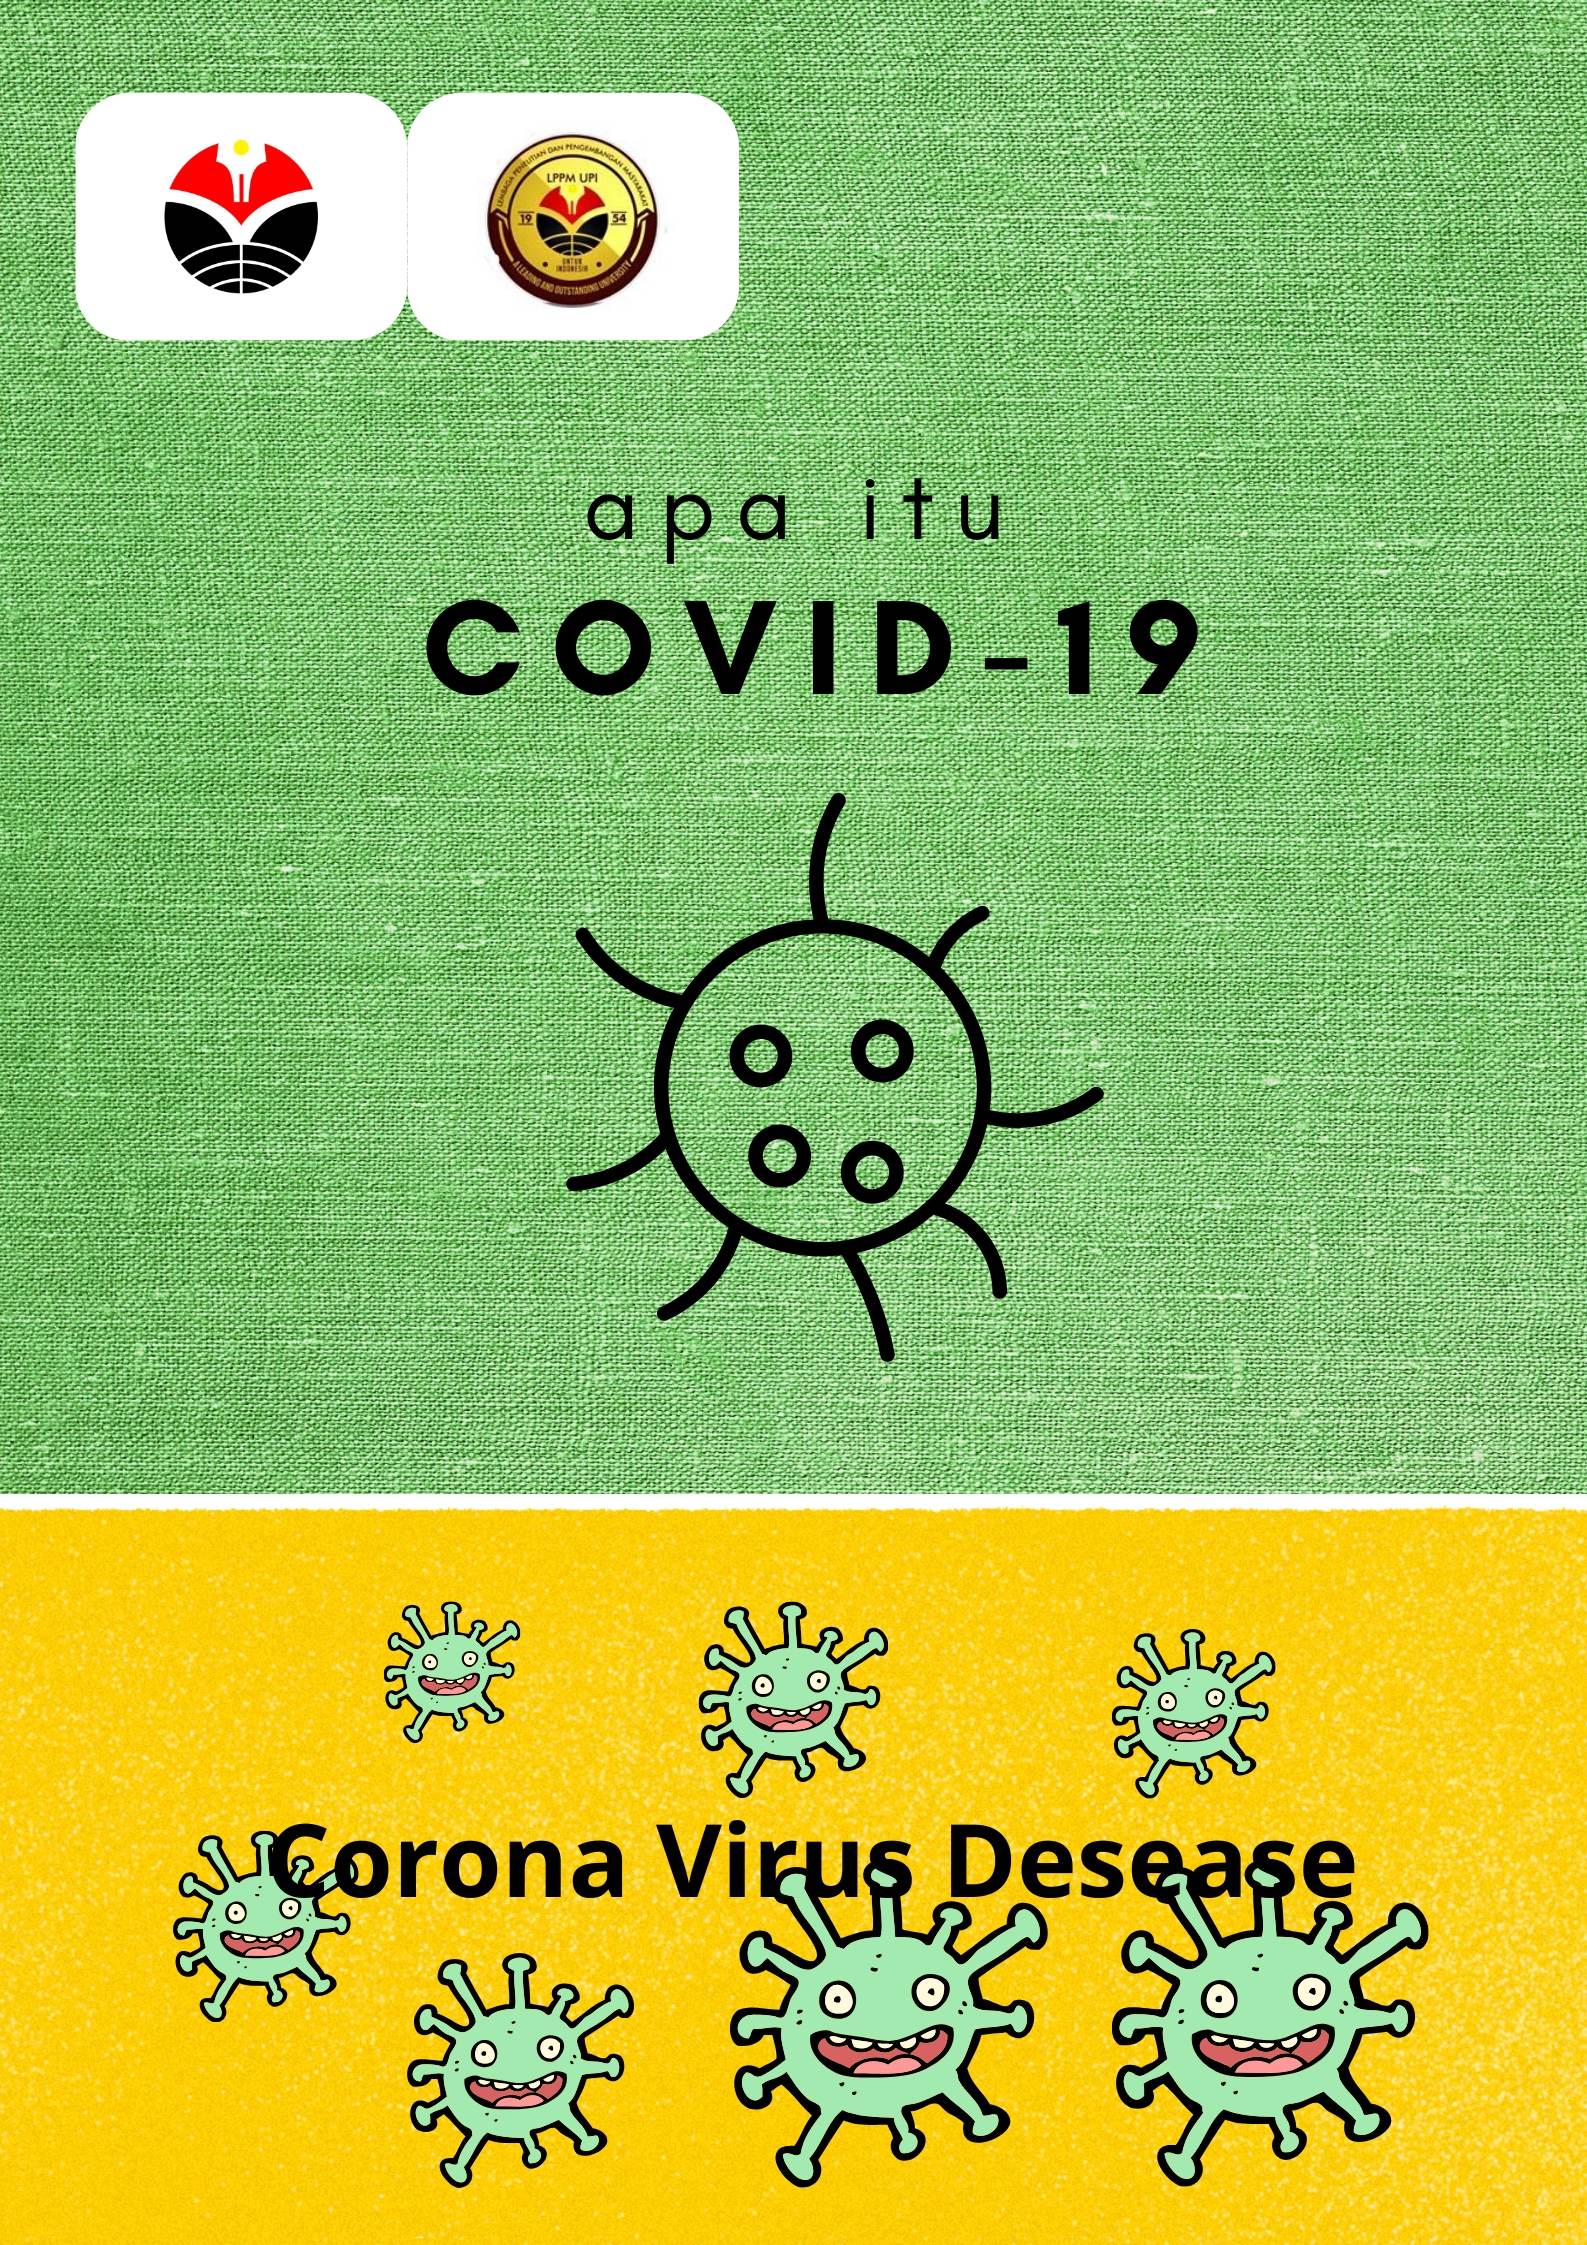 LEMBAGA PENELITIAN DAN PENGEMBANGAN MASYARAKAT
LPPM UPI
19 54
UNTUK
INDONESIA
A LEADING AND OUTSTANDING UNIVERSITY
apa itu
COVID-19
Corona Virus Desease